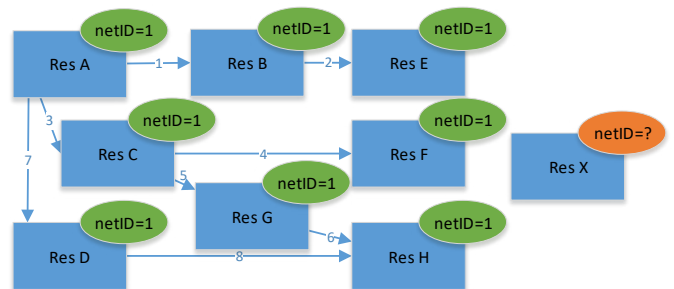 netID=1
netID=1
netID=1
Res A
1
Res B
2
Res E
netID=1
netID=1
3
netID=?
7
Res C
4
Res F
Res X
5
netID=1
netID=1
Res G
netID=1
6
Res D
8
Res H